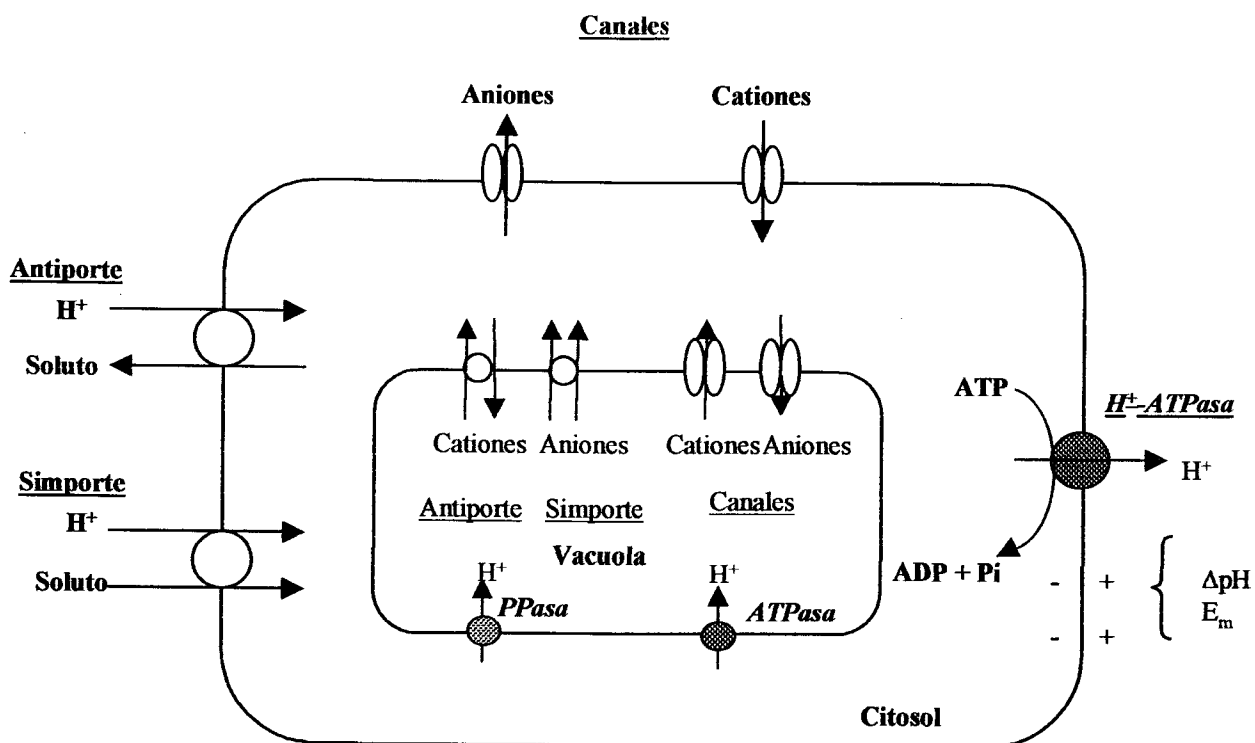 Canales
Aniones
Cationes
Antiporte
H⁺
Soluto
Simporte
H⁺
Soluto
Cationes Aniones
Cationes Aniones
Antiporte
Simporte
Canales
Vacuola
H⁺
PPasa
H⁺
ATPasa
ATP
H⁺-ATPasa
H⁺
ADP + Pi
- +
- +
ΔpH
Eₘ
Citosol